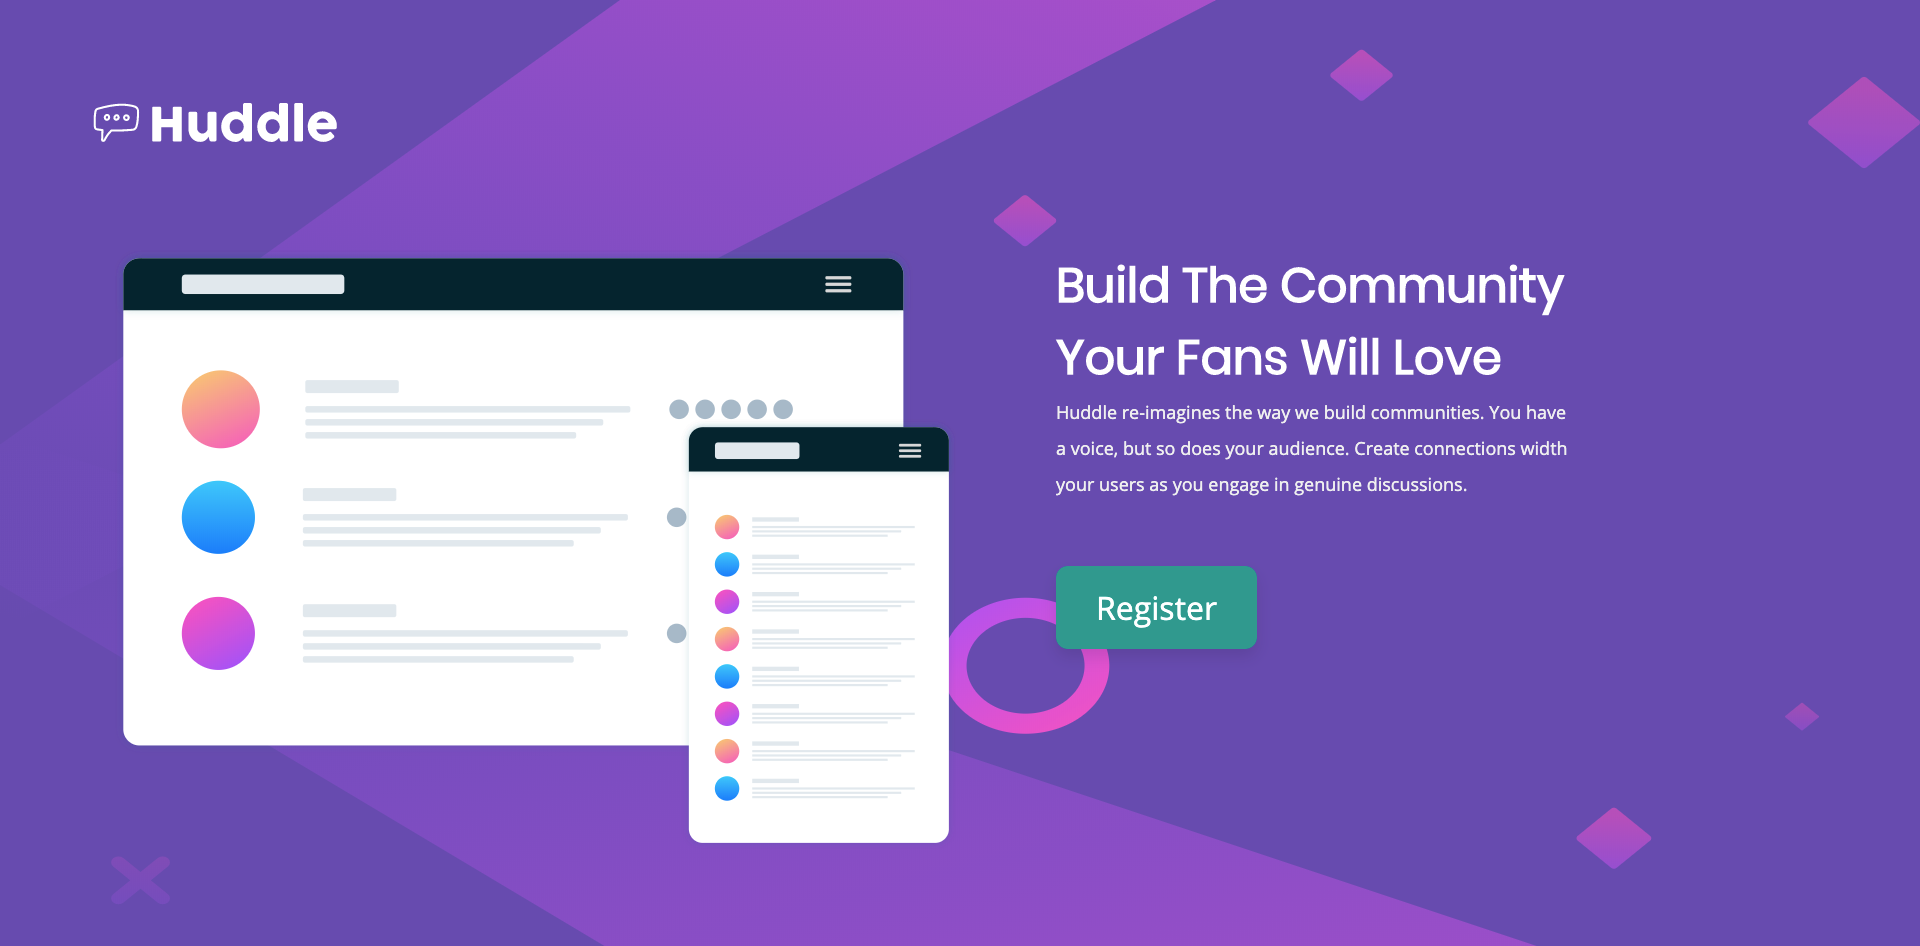 Huddle
Build The Community
Your Fans Will Love
Huddle re-imagines the way we build communities. You have
a voice, but so does your audience. Create connections width
your users as you engage in genuine discussions.
Register